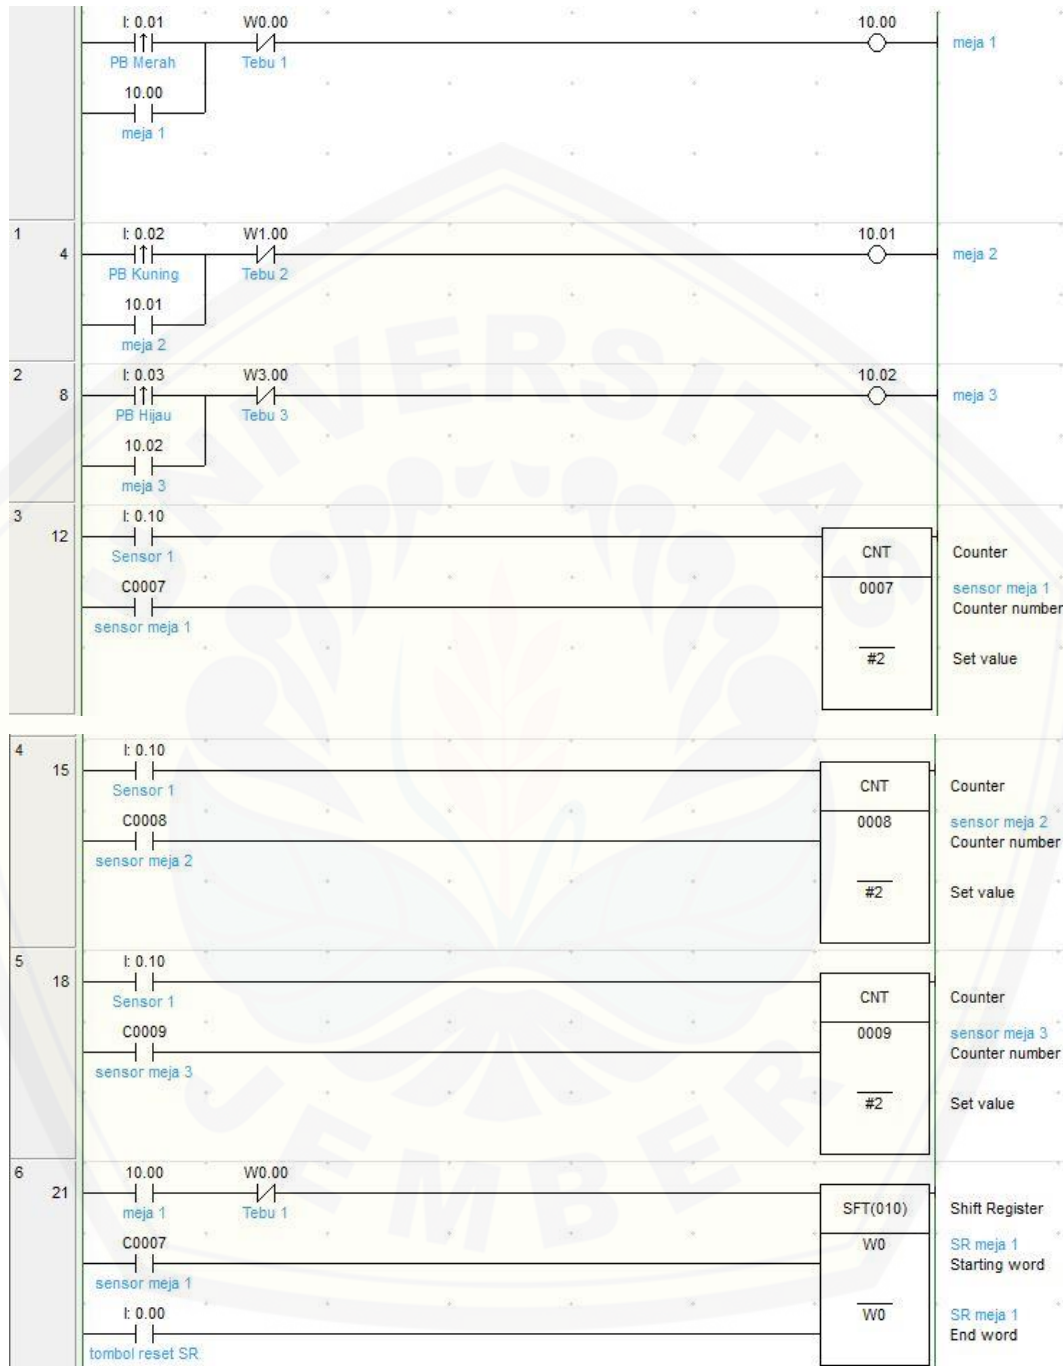 I: 0.01 W0.00 10.00
meja 1
PB Merah Tebu 1
10.00
meja 1
1
I: 0.02 W1.00 10.01
4
meja 2
PB Kuning Tebu 2
10.01
meja 2
2
I: 0.03 W3.00 10.02
8
meja 3
PB Hijau Tebu 3
10.02
meja 3
3
I: 0.10
12
CNT Counter
Sensor 1
C0007 0007 sensor meja 1
Counter number
sensor meja 1
#2 Set value
4
I: 0.10
15
CNT Counter
Sensor 1
C0008 0008 sensor meja 2
Counter number
sensor meja 2
#2 Set value
5
I: 0.10
18
CNT Counter
Sensor 1
C0009 0009 sensor meja 3
Counter number
sensor meja 3
#2 Set value
6
10.00 W0.00
21
SFT(010) Shift Register
meja 1 Tebu 1
C0007 W0 SR meja 1
Starting word
sensor meja 1
I: 0.00 W0 SR meja 1
End word
tombol reset SR
UNIVERSITAS
JEMBER